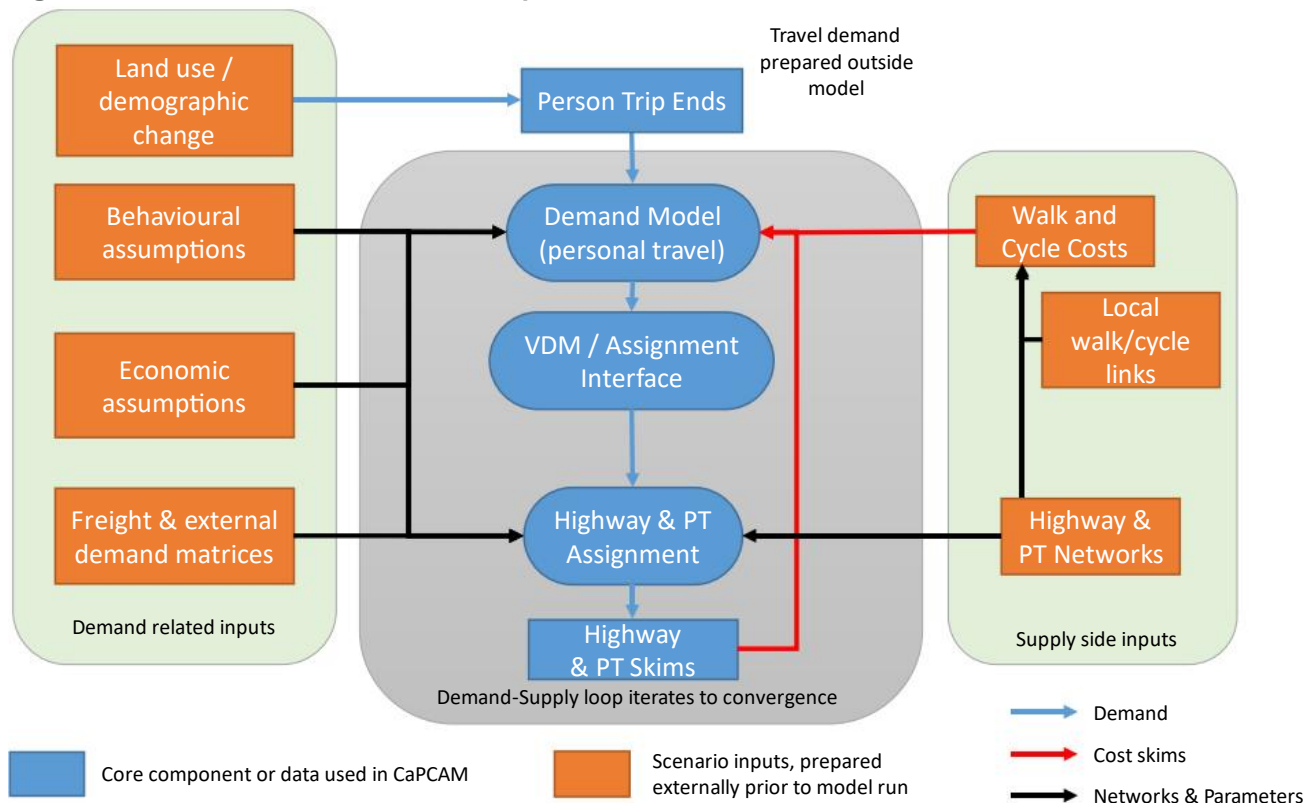 Travel demand
prepared outside
model
Land use /
demographic
change
Person Trip Ends
Behavioural
assumptions
Demand Model
(personal travel)
Walk and
Cycle Costs
Local
walk/cycle
links
Economic
assumptions
VDM / Assignment
Interface
Freight & external
demand matrices
Highway & PT
Assignment
Highway &
PT Networks
Demand related inputs
Highway
& PT Skims
Supply side inputs
Demand-Supply loop iterates to convergence
Demand
Cost skims
Networks & Parameters
Core component or data used in CaPCAM
Scenario inputs, prepared
externally prior to model run